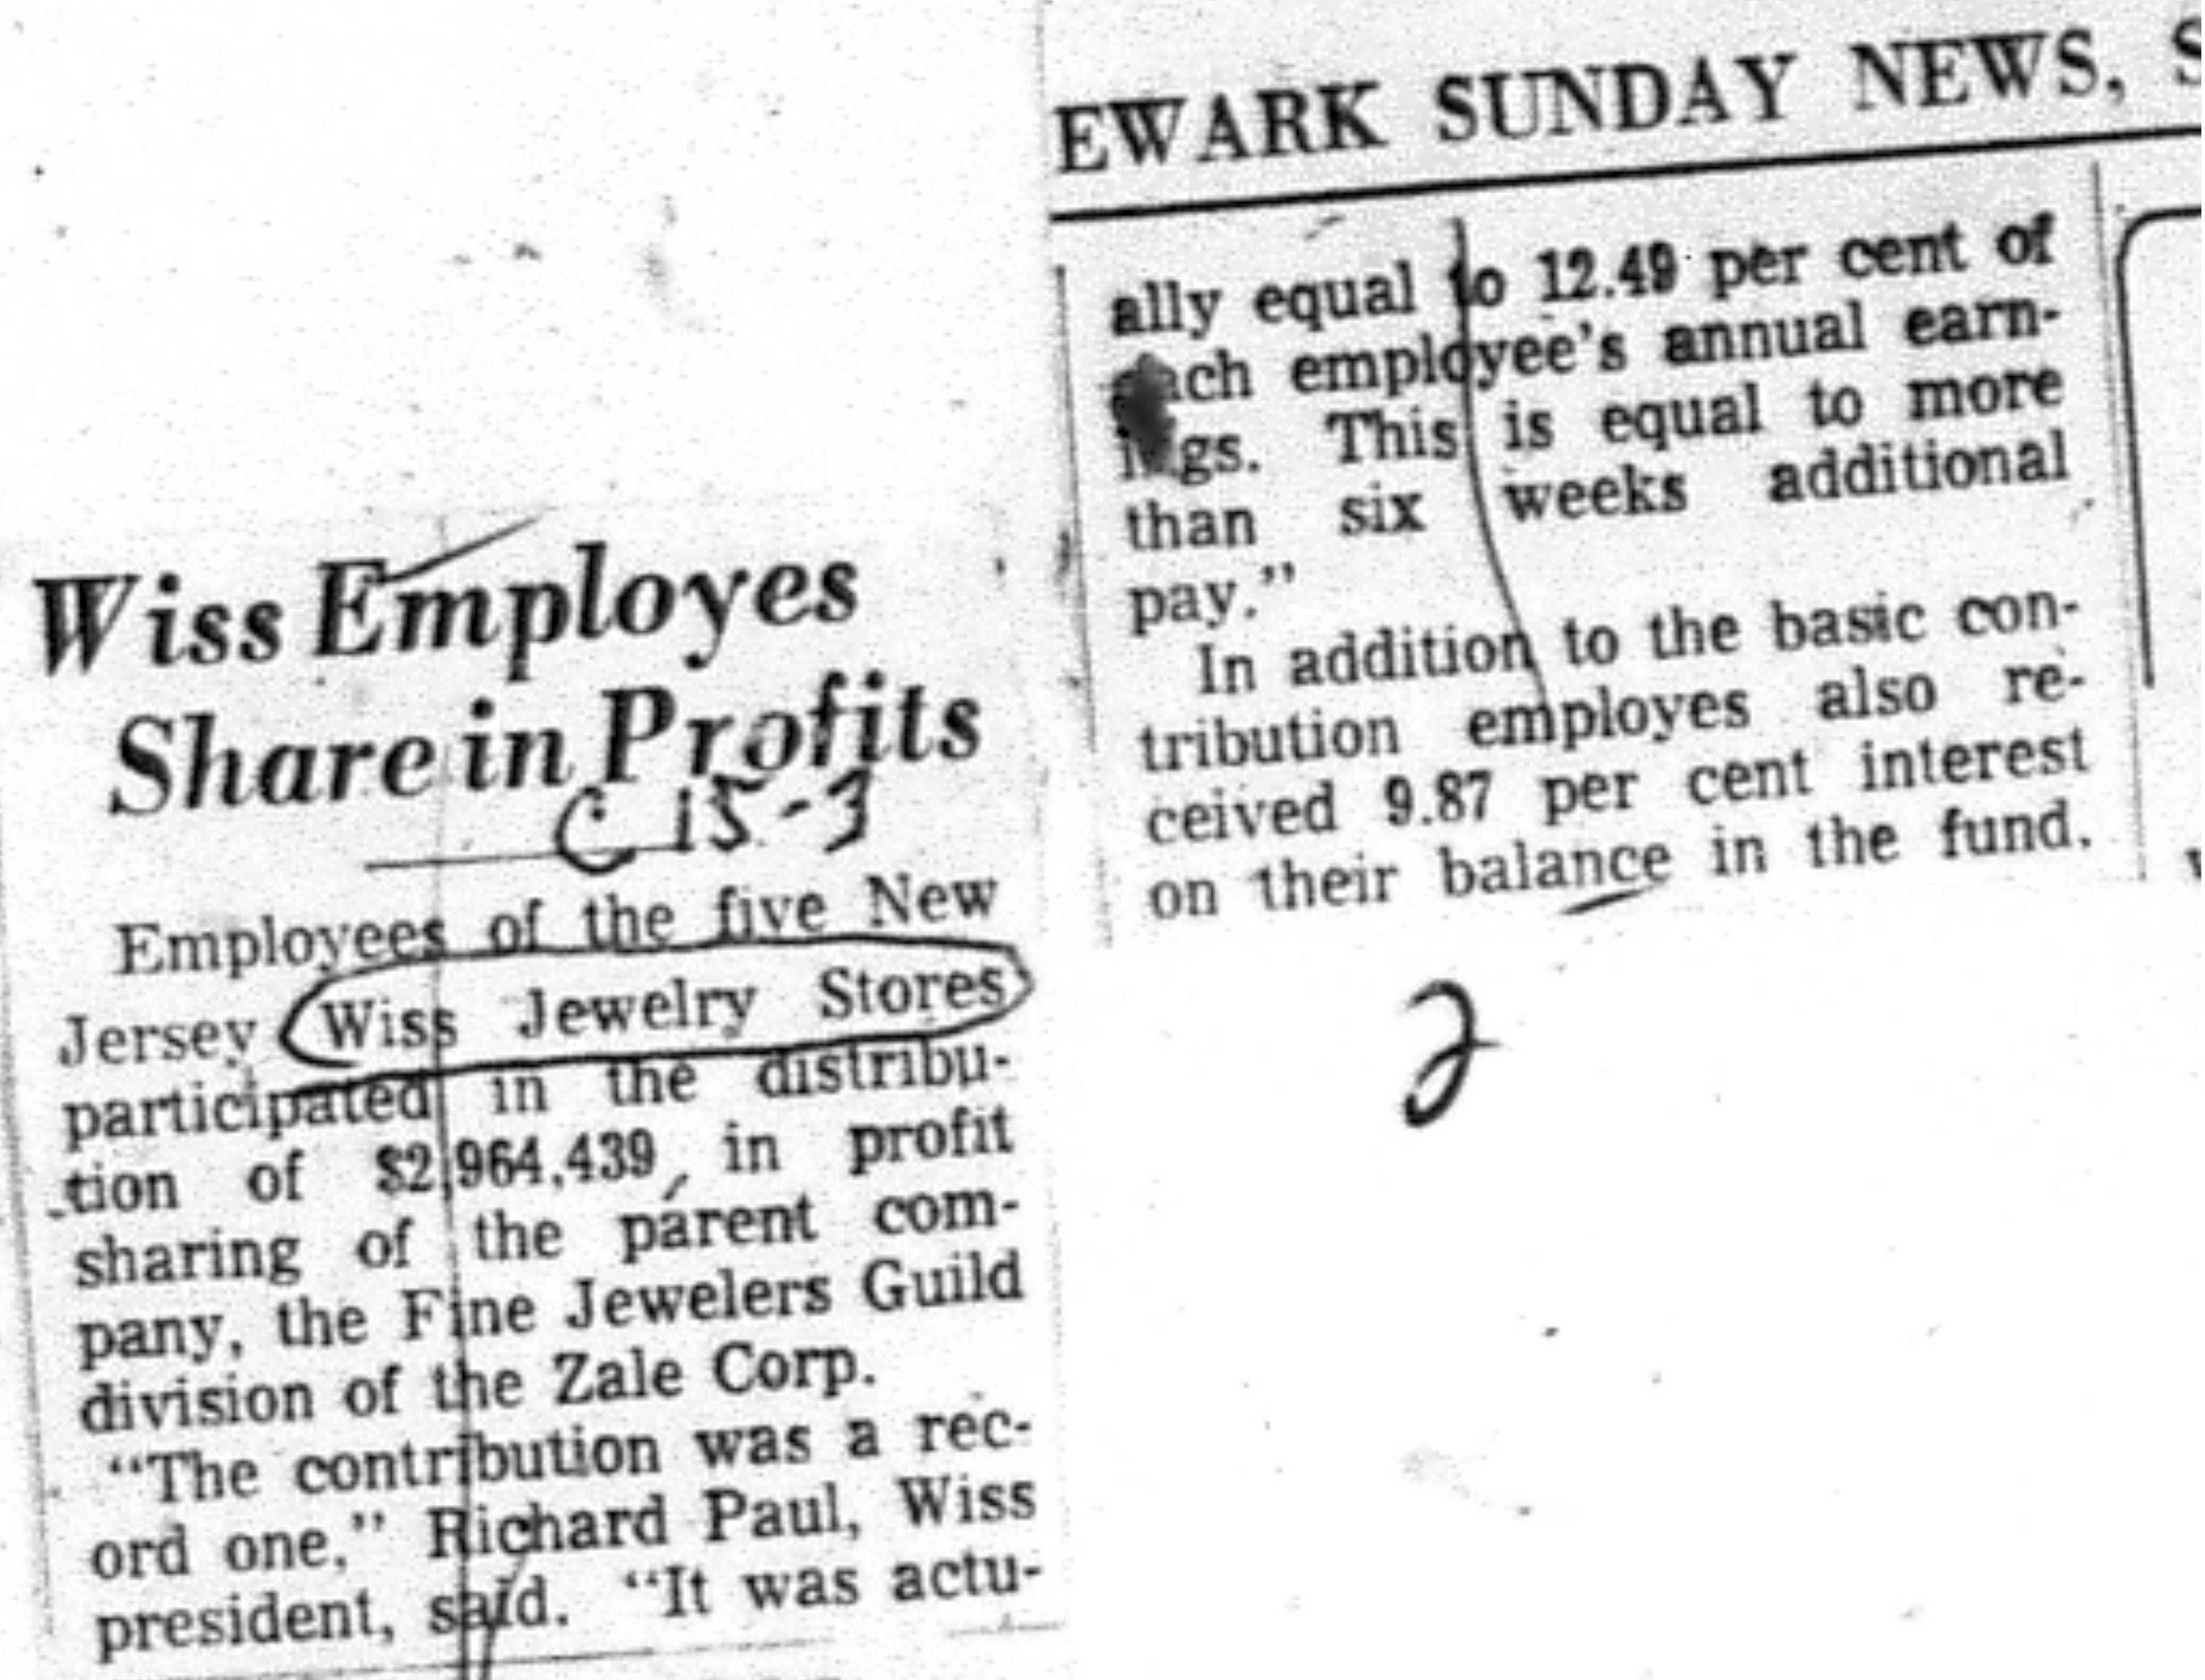 Wiss Employes
Share in Profits
C 15-3
Employees of the five New
Jersey Wiss Jewelry Stores
participated in the distribu-
tion of $2,964,439 in profit
sharing of the parent com-
pany, the Fine Jewelers Guild
division of the Zale Corp.
"The contribution was a rec-
ord one," Richard Paul, Wiss
president, said. "It was actu-
EWARK SUNDAY NEWS, S
ally equal to 12.49 per cent of
each employee's annual earn-
ings. This is equal to more
than six weeks additional
pay."
In addition to the basic con-
tribution employes also re-
ceived 9.87 per cent interest
on their balance in the fund.
2